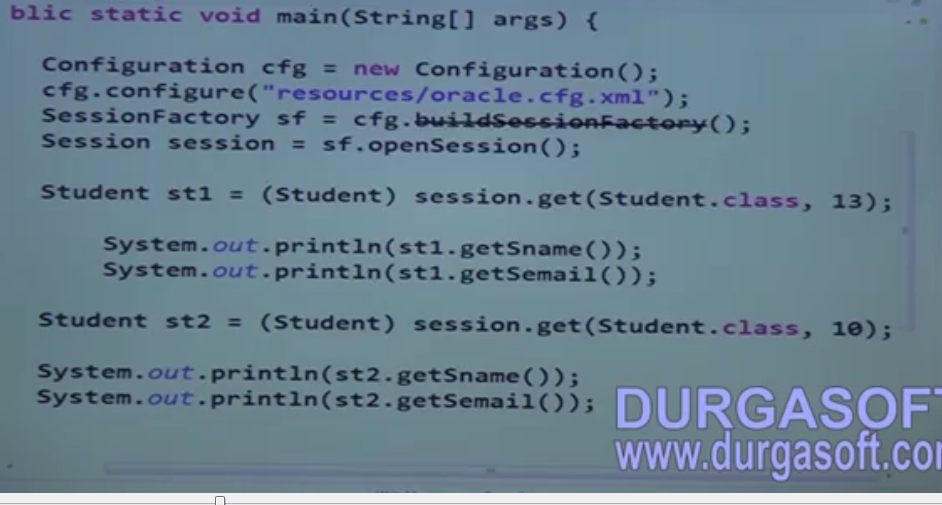 blic static void main(String[] args) {
Configuration cfg = new Configuration();
cfg.configure("resources/oracle.cfg.xml");
SessionFactory sf = cfg.buildSessionFactory();
Session session = sf.openSession();
Student st1 = (Student) session.get(Student.class, 13);
System.out.println(st1.getSname());
System.out.println(st1.getSemail());
Student st2 = (Student) session.get(Student.class, 10);
System.out.println(st2.getSname());
System.out.println(st2.getSemail());
DURGASOFT
www.durgasoft.com